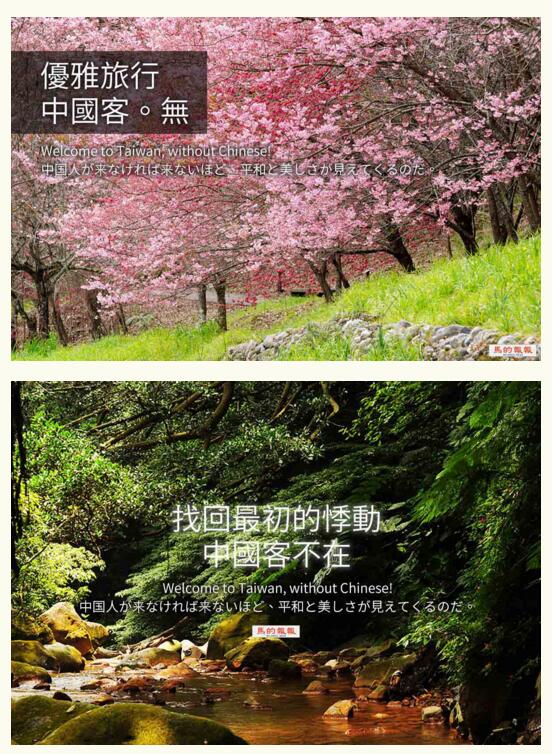 優雅旅行
中國客。無
Welcome to Taiwan, without Chinese!
中国人が来なければ来ないほど、平和と美しさが見えてくるのだ。
馬的報報
找回最初的悸動
中國客不在
Welcome to Taiwan, without Chinese!
中国人が来なければ来ないほど、平和と美しさが見えてくるのだ。
馬的報報